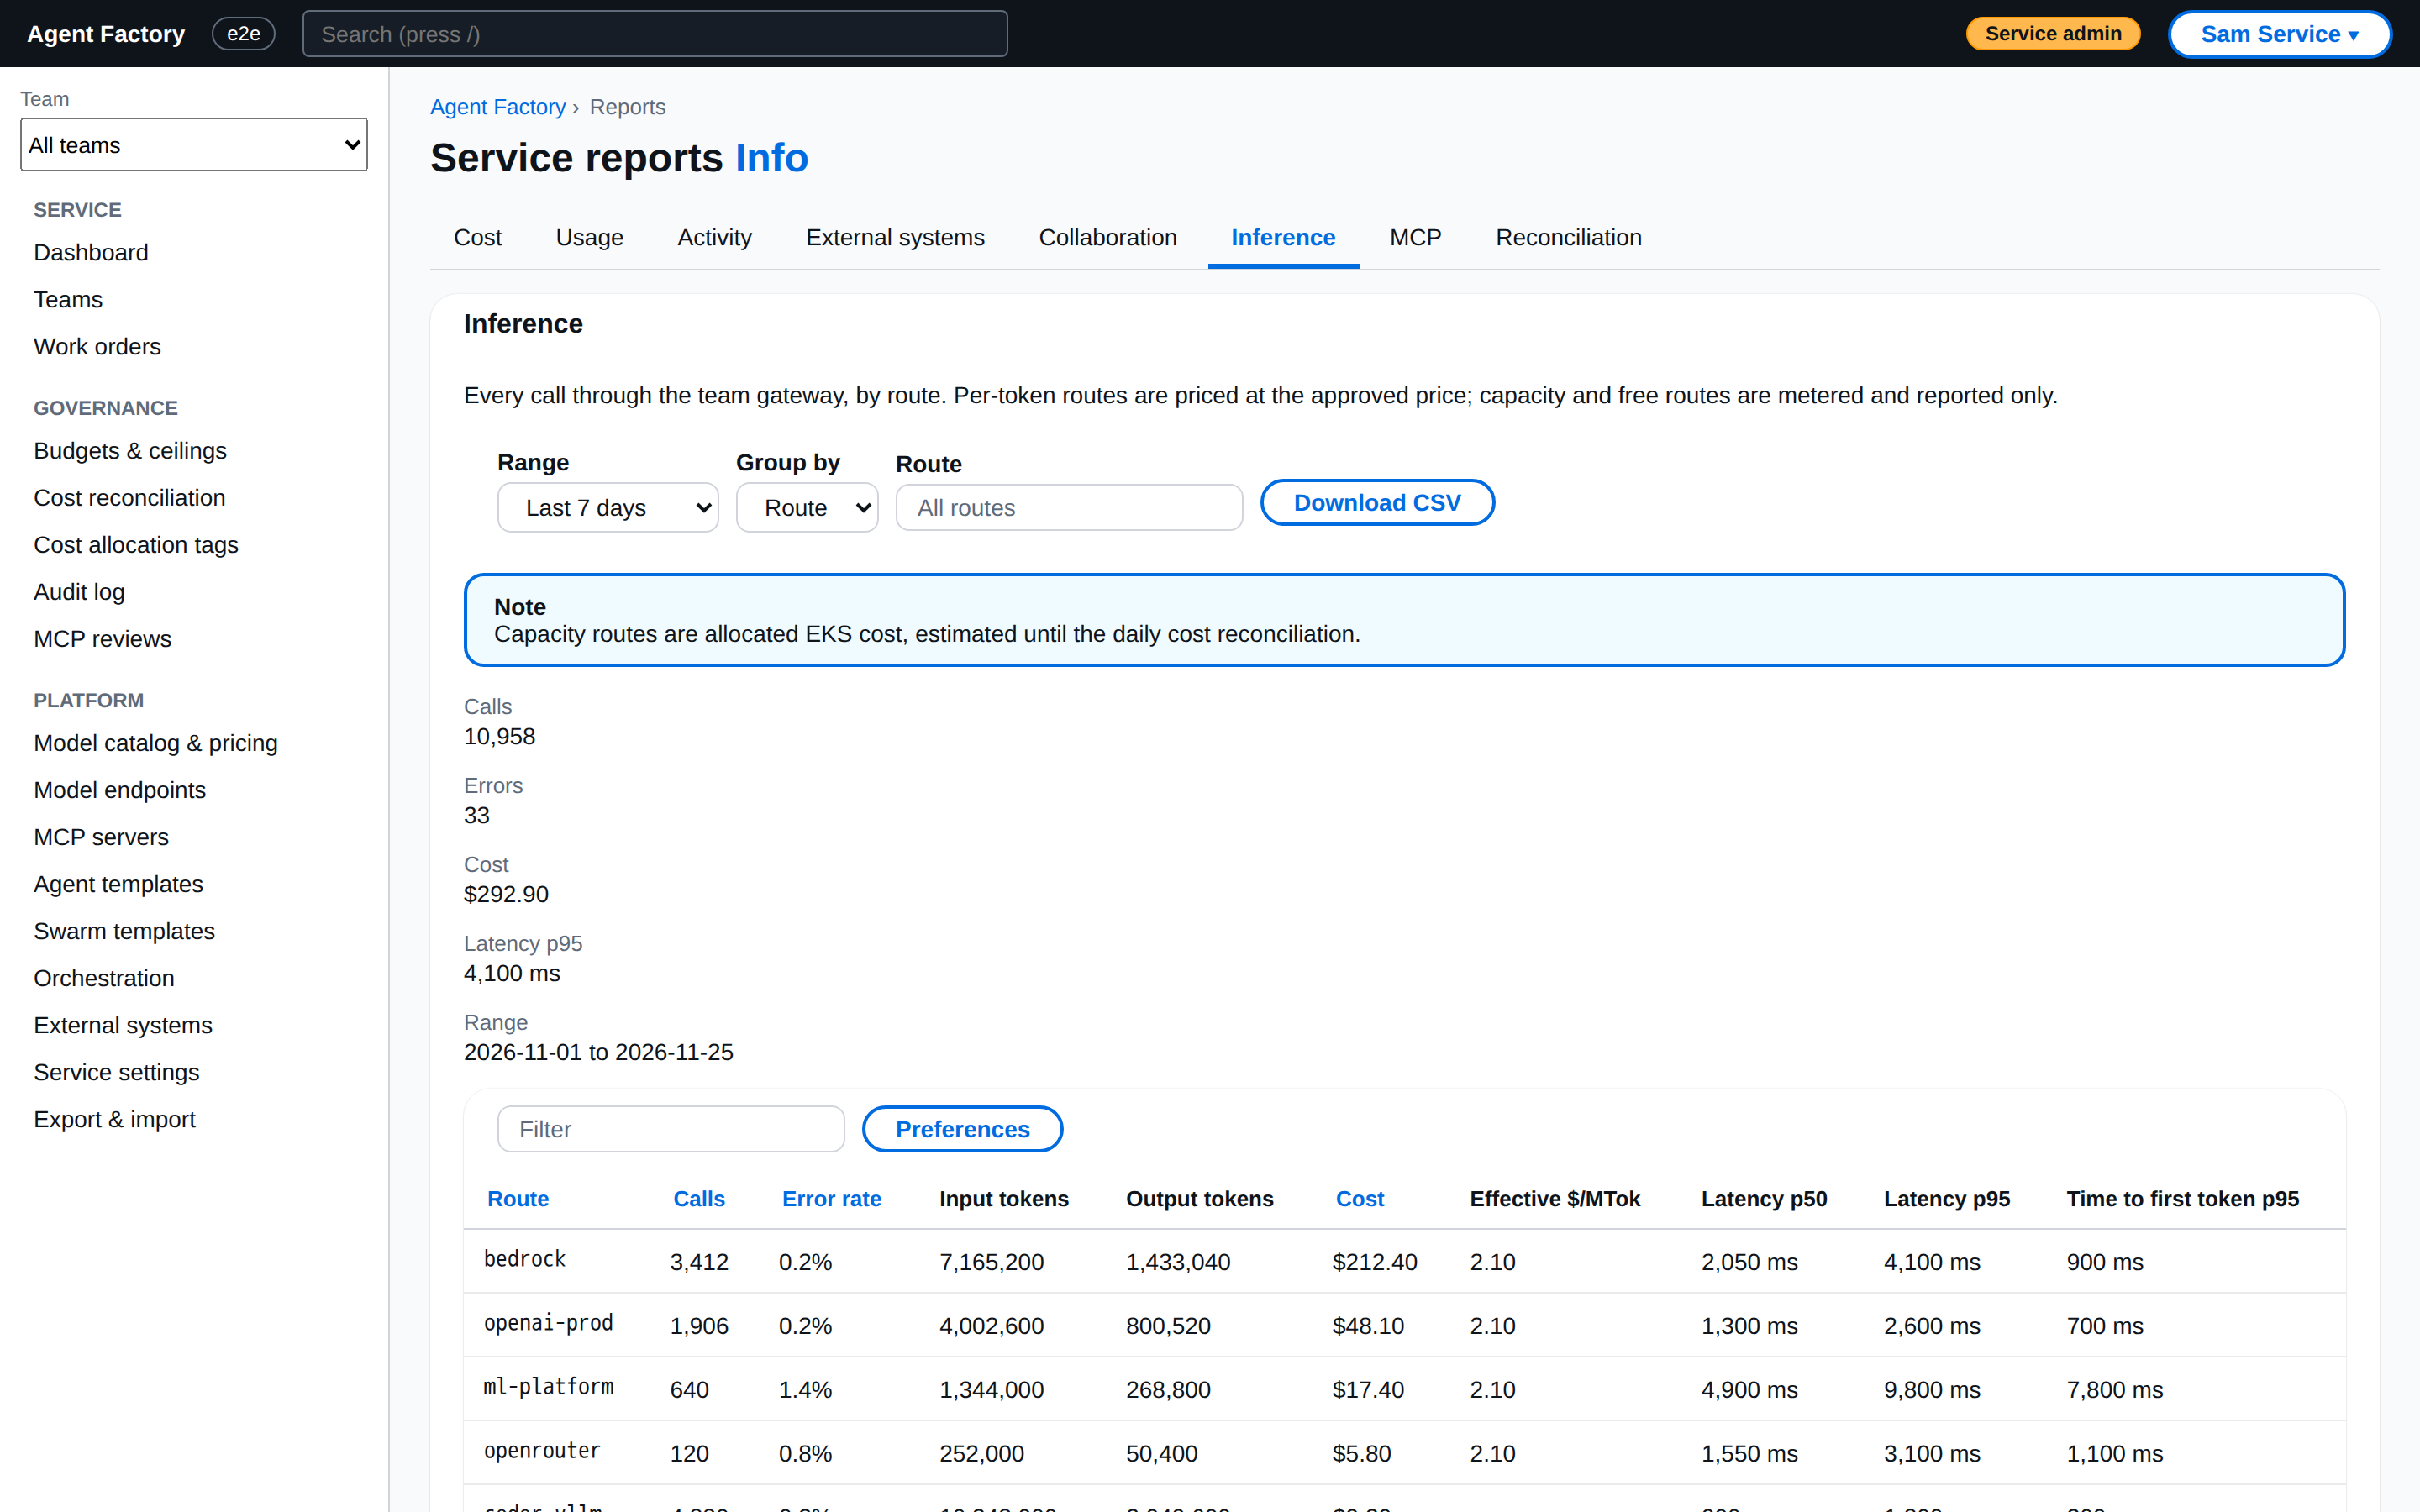 Agent Factory e2e Search (press /) Service admin Sam Service ▾
Team
All teams
SERVICE
Dashboard
Teams
Work orders
GOVERNANCE
Budgets & ceilings
Cost reconciliation
Cost allocation tags
Audit log
MCP reviews
PLATFORM
Model catalog & pricing
Model endpoints
MCP servers
Agent templates
Swarm templates
Orchestration
External systems
Service settings
Export & import
Agent Factory › Reports
Service reports Info
Cost Usage Activity External systems Collaboration Inference MCP Reconciliation
Inference
Every call through the team gateway, by route. Per-token routes are priced at the approved price; capacity and free routes are metered and reported only.
Range Group by Route
Last 7 days Route All routes Download CSV
Note
Capacity routes are allocated EKS cost, estimated until the daily cost reconciliation.
Calls
10,958
Errors
33
Cost
$292.90
Latency p95
4,100 ms
Range
2026-11-01 to 2026-11-25
Filter Preferences
Route Calls Error rate Input tokens Output tokens Cost Effective $/MTok Latency p50 Latency p95 Time to first token p95
bedrock 3,412 0.2% 7,165,200 1,433,040 $212.40 2.10 2,050 ms 4,100 ms 900 ms
openai-prod 1,906 0.2% 4,002,600 800,520 $48.10 2.10 1,300 ms 2,600 ms 700 ms
ml-platform 640 1.4% 1,344,000 268,800 $17.40 2.10 4,900 ms 9,800 ms 7,800 ms
openrouter 120 0.8% 252,000 50,400 $5.80 2.10 1,550 ms 3,100 ms 1,100 ms